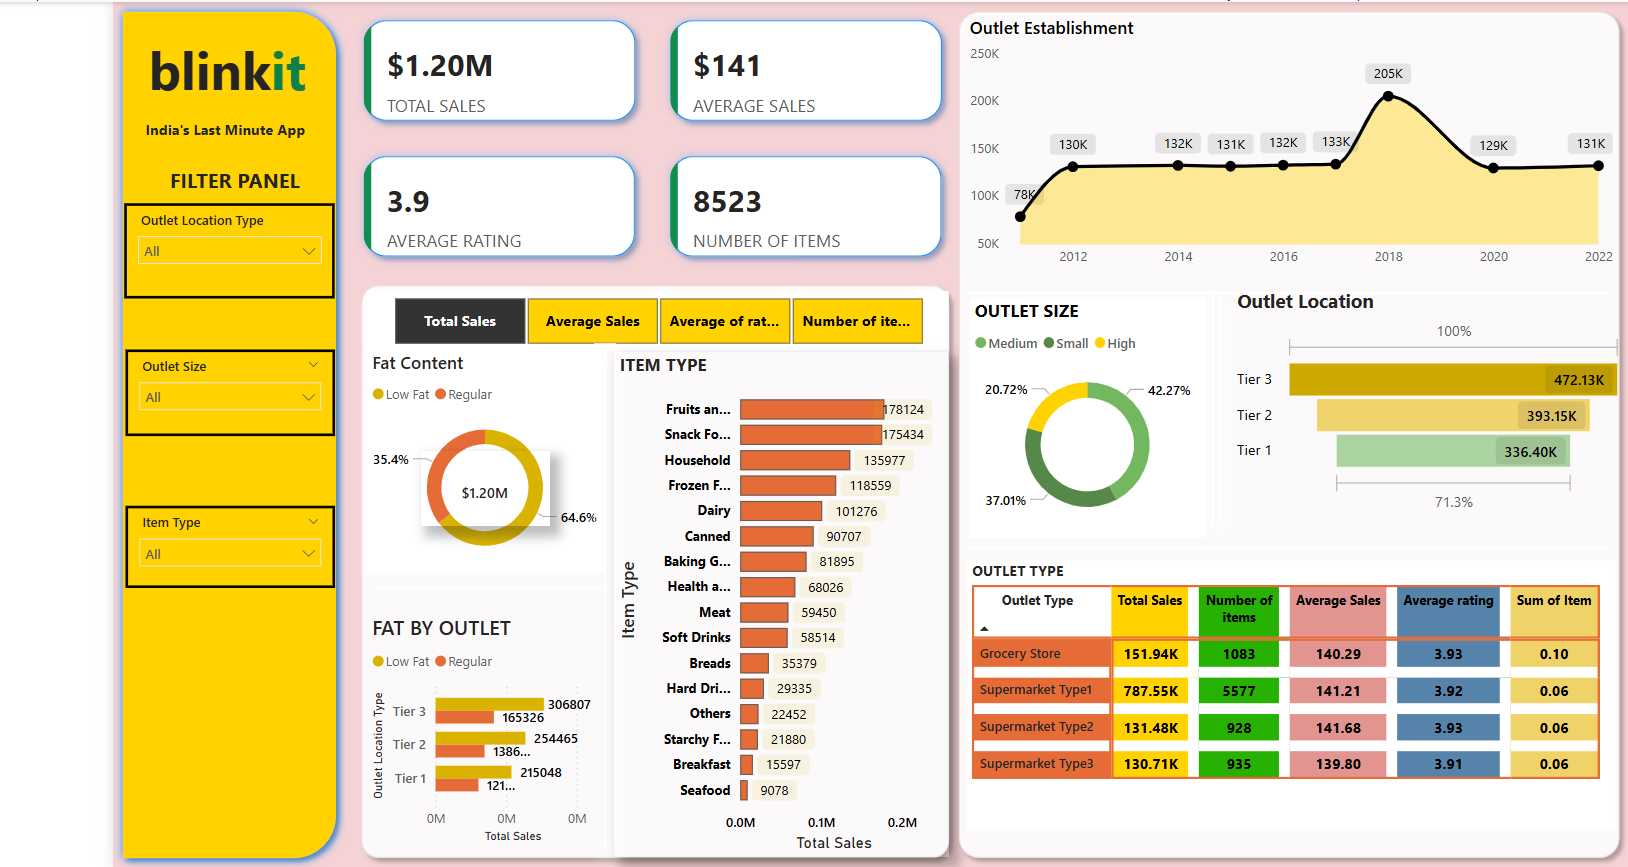 blinkit
India's Last Minute App
FILTER PANEL
Outlet Location Type
All
Outlet Size
All
Item Type
All
$1.20M
TOTAL SALES
$141
AVERAGE SALES
3.9
AVERAGE RATING
8523
NUMBER OF ITEMS
Total Sales
Average Sales
Average of rat...
Number of ite...
Fat Content
Low Fat
Regular
35.4%
$1.20M
64.6%
FAT BY OUTLET
Low Fat
Regular
Outlet Location Type
Tier 3
306807
165326
Tier 2
254465
1386...
Tier 1
215048
121...
0M
0M
0M
Total Sales
ITEM TYPE
Item Type
Fruits an...
178124
Snack Fo...
175434
Household
135977
Frozen F...
118559
Dairy
101276
Canned
90707
Baking G...
81895
Health a...
68026
Meat
59450
Soft Drinks
58514
Breads
35379
Hard Dri...
29335
Others
22452
Starchy F...
21880
Breakfast
15597
Seafood
9078
0.0M
0.1M
0.2M
Total Sales
Outlet Establishment
250K
200K
150K
100K
50K
78K
130K
132K
131K
132K
133K
205K
129K
131K
2012
2014
2016
2018
2020
2022
OUTLET SIZE
Medium
Small
High
20.72%
42.27%
37.01%
Outlet Location
100%
Tier 3
472.13K
Tier 2
393.15K
Tier 1
336.40K
71.3%
OUTLET TYPE
Outlet Type Total Sales Number of items Average Sales Average rating Sum of Item
Grocery Store 151.94K 1083 140.29 3.93 0.10
Supermarket Type1 787.55K 5577 141.21 3.92 0.06
Supermarket Type2 131.48K 928 141.68 3.93 0.06
Supermarket Type3 130.71K 935 139.80 3.91 0.06